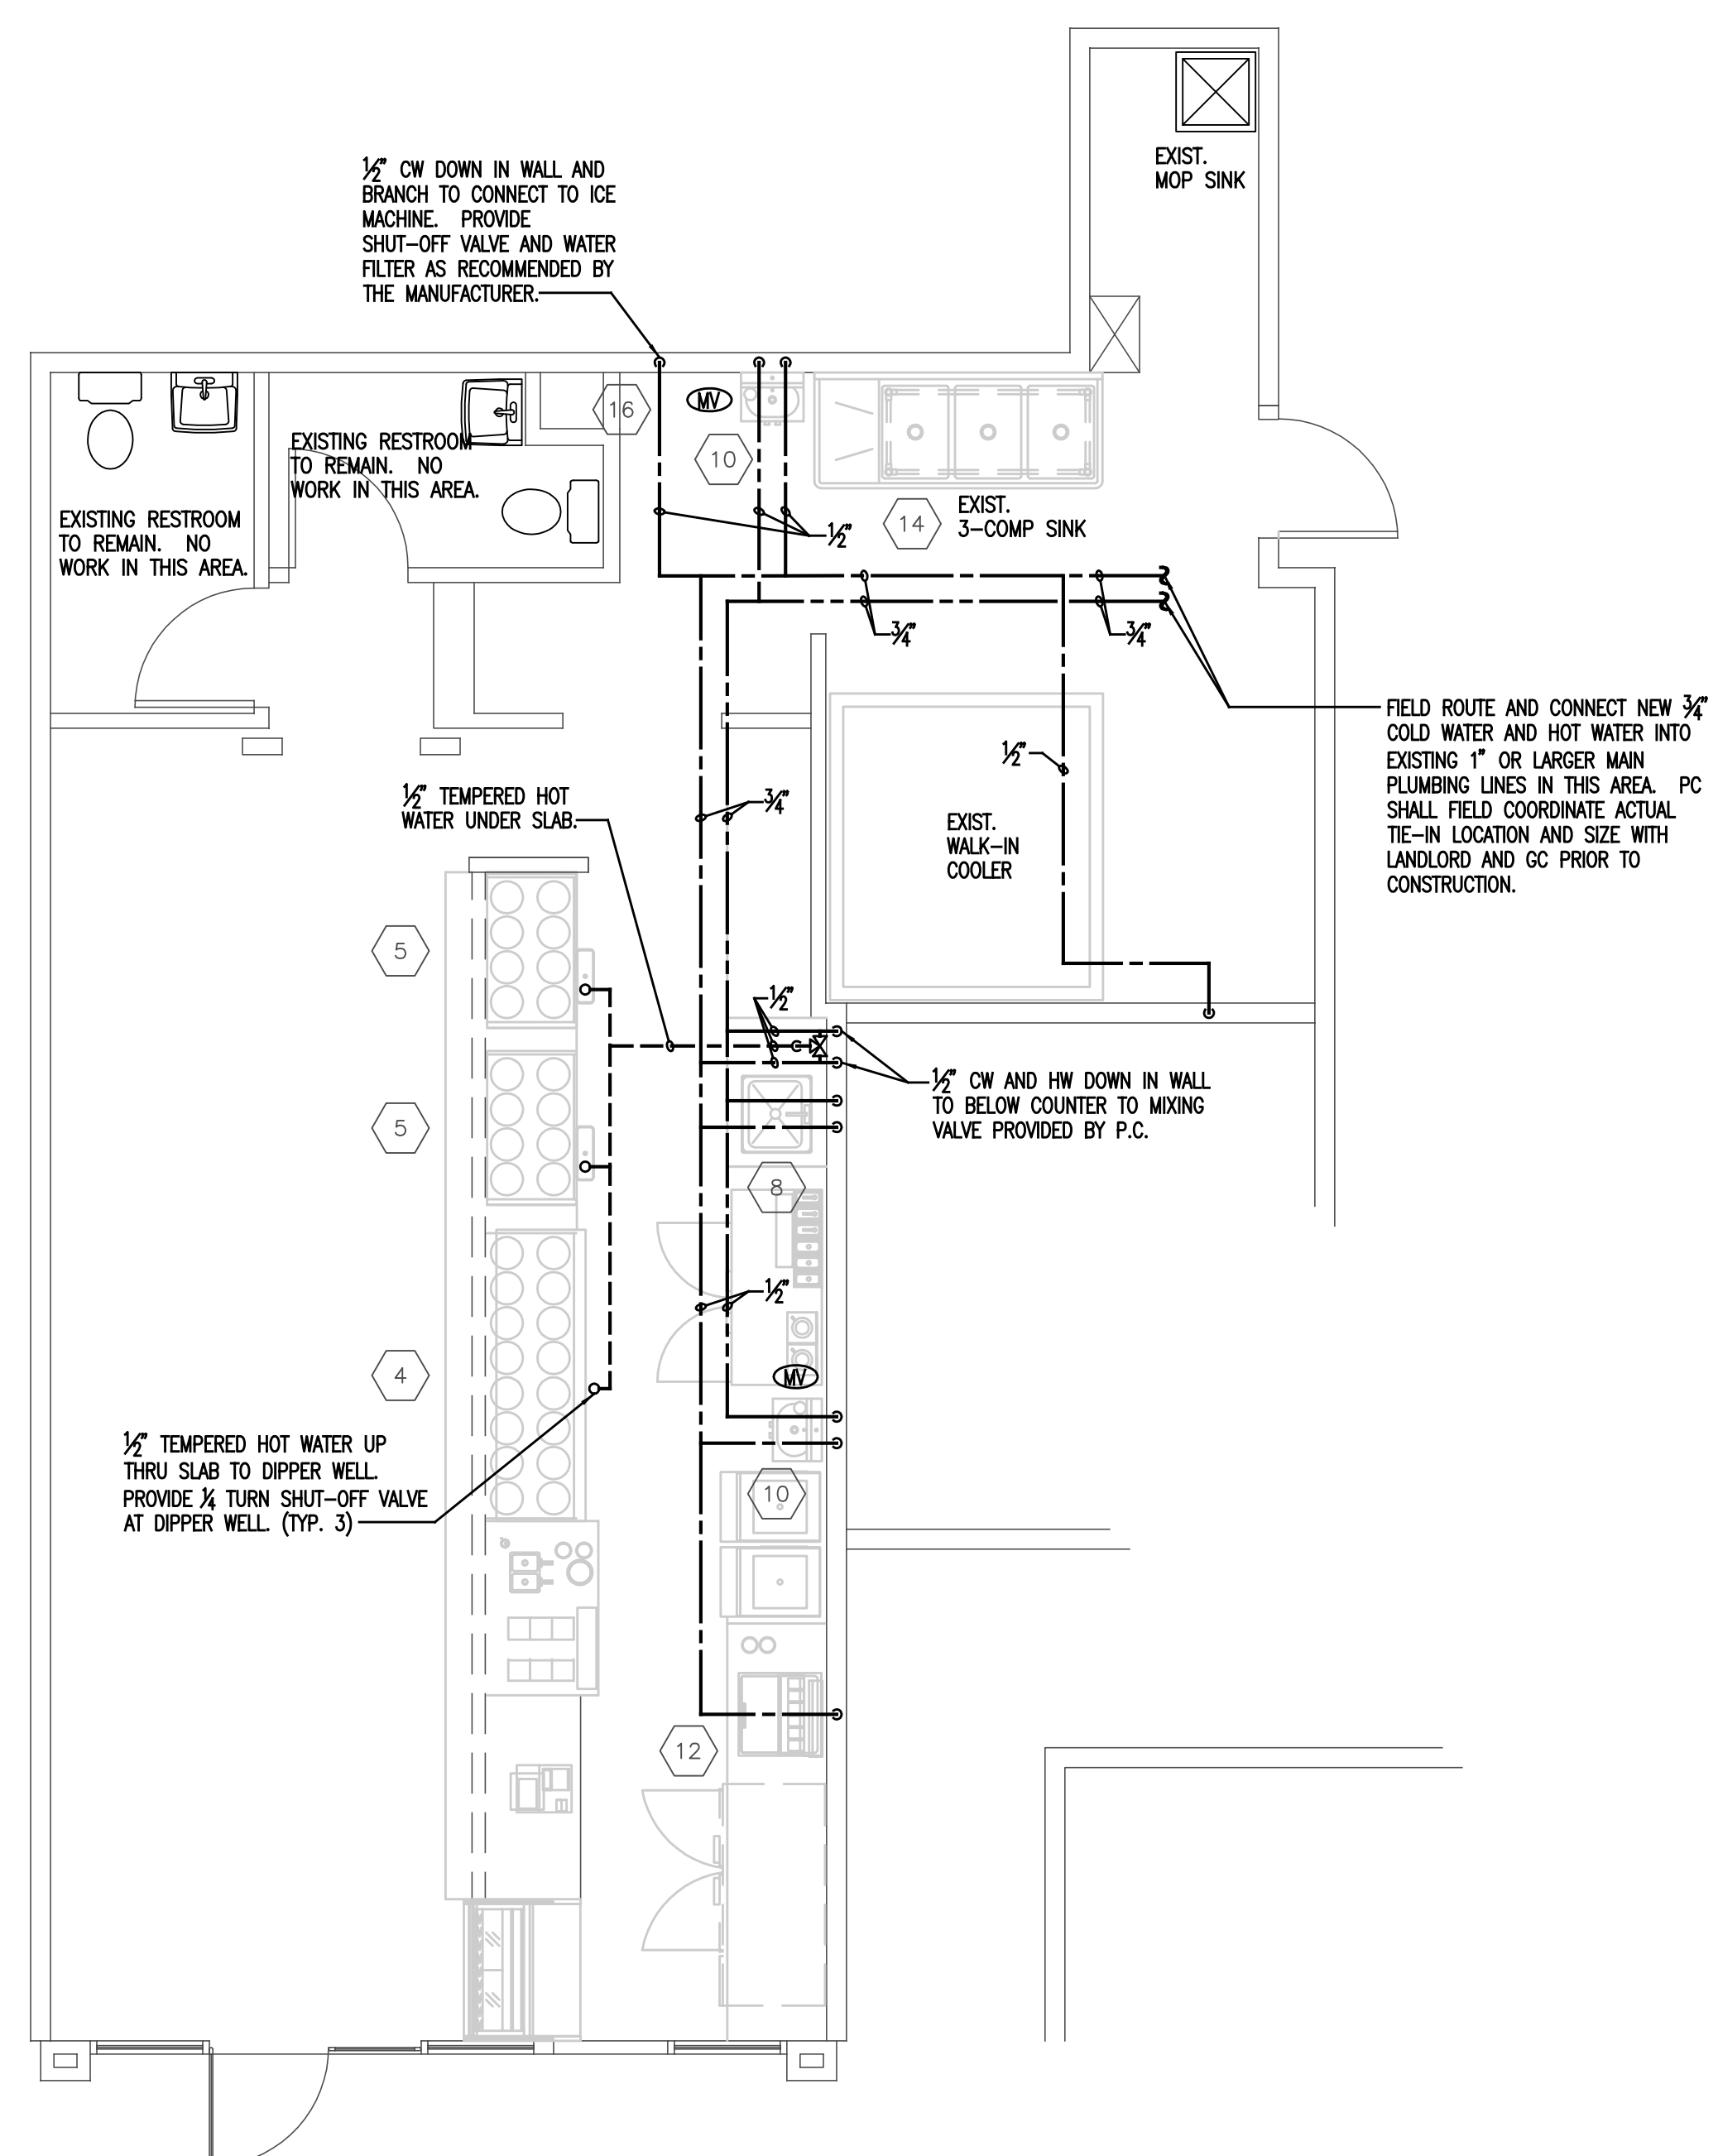 EXIST.
MOP SINK
½" CW DOWN IN WALL AND
BRANCH TO CONNECT TO ICE
MACHINE. PROVIDE
SHUT-OFF VALVE AND WATER
FILTER AS RECOMMENDED BY
THE MANUFACTURER.
16
MV
10
EXISTING RESTROOM
TO REMAIN. NO
WORK IN THIS AREA.
EXISTING RESTROOM
TO REMAIN. NO
WORK IN THIS AREA.
½"
14
EXIST.
3-COMP SINK
¾"
¾"
FIELD ROUTE AND CONNECT NEW ¾"
COLD WATER AND HOT WATER INTO
EXISTING 1" OR LARGER MAIN
PLUMBING LINES IN THIS AREA. PC
SHALL FIELD COORDINATE ACTUAL
TIE-IN LOCATION AND SIZE WITH
LANDLORD AND GC PRIOR TO
CONSTRUCTION.
½"
½" TEMPERED HOT
WATER UNDER SLAB.
¾"
EXIST.
WALK-IN
COOLER
5
½"
½" CW AND HW DOWN IN WALL
TO BELOW COUNTER TO MIXING
VALVE PROVIDED BY P.C.
5
8
½"
4
MV
½" TEMPERED HOT WATER UP
THRU SLAB TO DIPPER WELL.
PROVIDE ¼ TURN SHUT-OFF VALVE
AT DIPPER WELL. (TYP. 3)
10
12